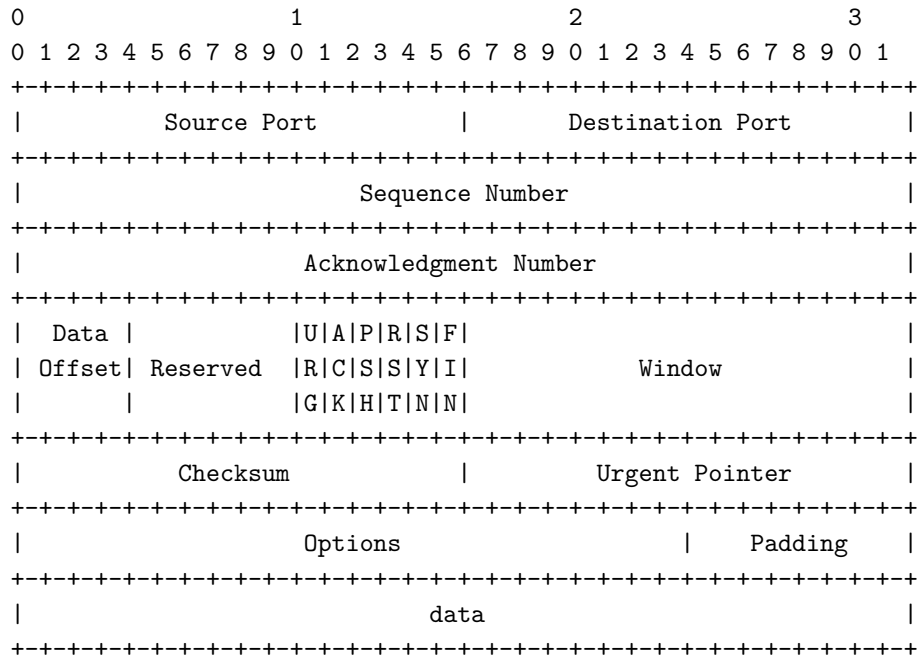 0                   1                   2                   3
0 1 2 3 4 5 6 7 8 9 0 1 2 3 4 5 6 7 8 9 0 1 2 3 4 5 6 7 8 9 0 1
+-+-+-+-+-+-+-+-+-+-+-+-+-+-+-+-+-+-+-+-+-+-+-+-+-+-+-+-+-+-+-+-+
|          Source Port          |       Destination Port        |
+-+-+-+-+-+-+-+-+-+-+-+-+-+-+-+-+-+-+-+-+-+-+-+-+-+-+-+-+-+-+-+-+
|                        Sequence Number                        |
+-+-+-+-+-+-+-+-+-+-+-+-+-+-+-+-+-+-+-+-+-+-+-+-+-+-+-+-+-+-+-+-+
|                    Acknowledgment Number                      |
+-+-+-+-+-+-+-+-+-+-+-+-+-+-+-+-+-+-+-+-+-+-+-+-+-+-+-+-+-+-+-+-+
|  Data |           |U|A|P|R|S|F|                               |
| Offset| Reserved  |R|C|S|S|Y|I|            Window             |
|       |           |G|K|H|T|N|N|                               |
+-+-+-+-+-+-+-+-+-+-+-+-+-+-+-+-+-+-+-+-+-+-+-+-+-+-+-+-+-+-+-+-+
|           Checksum            |         Urgent Pointer        |
+-+-+-+-+-+-+-+-+-+-+-+-+-+-+-+-+-+-+-+-+-+-+-+-+-+-+-+-+-+-+-+-+
|                    Options                    |    Padding    |
+-+-+-+-+-+-+-+-+-+-+-+-+-+-+-+-+-+-+-+-+-+-+-+-+-+-+-+-+-+-+-+-+
|                             data                              |
+-+-+-+-+-+-+-+-+-+-+-+-+-+-+-+-+-+-+-+-+-+-+-+-+-+-+-+-+-+-+-+-+